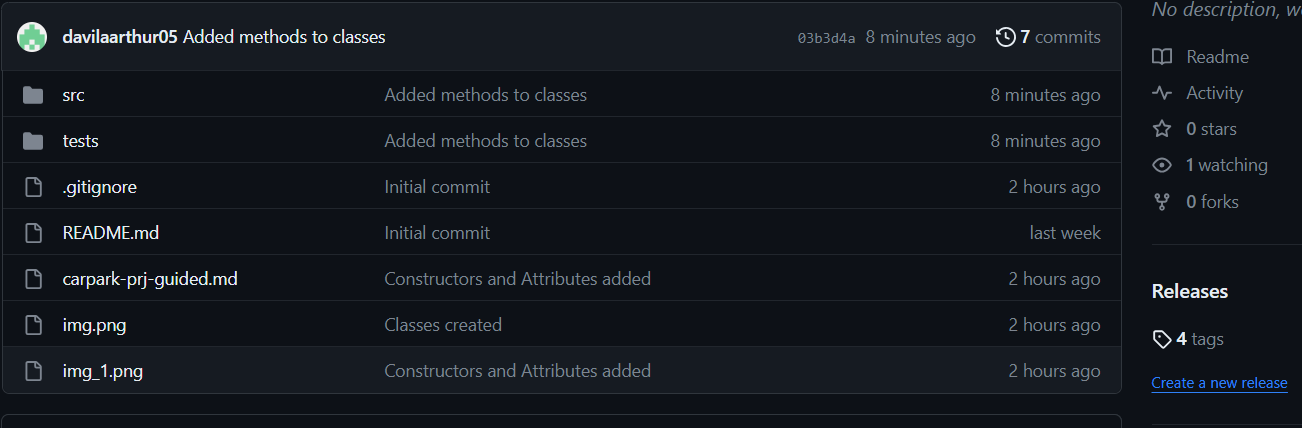 davilaarthur05 Added methods to classes 03b3d4a 8 minutes ago 7 commits
src Added methods to classes 8 minutes ago
tests Added methods to classes 8 minutes ago
.gitignore Initial commit 2 hours ago
README.md Initial commit last week
carpark-prj-guided.md Constructors and Attributes added 2 hours ago
img.png Classes created 2 hours ago
img_1.png Constructors and Attributes added 2 hours ago
No description,
Readme
Activity
0 stars
1 watching
0 forks
Releases
4 tags
Create a new release